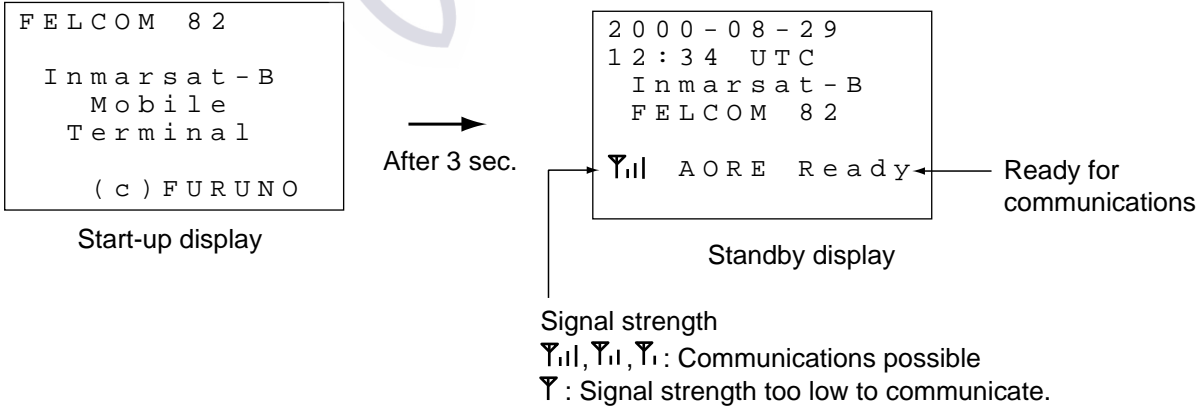 FELCOM 82
Inmarsat-B
Mobile
Terminal
(c)FURUNO
Start-up display
After 3 sec.
2000-08-29
12:34 UTC
Inmarsat-B
FELCOM 82
AORE Ready
Standby display
Ready for
communications
Signal strength
, , : Communications possible
: Signal strength too low to communicate.